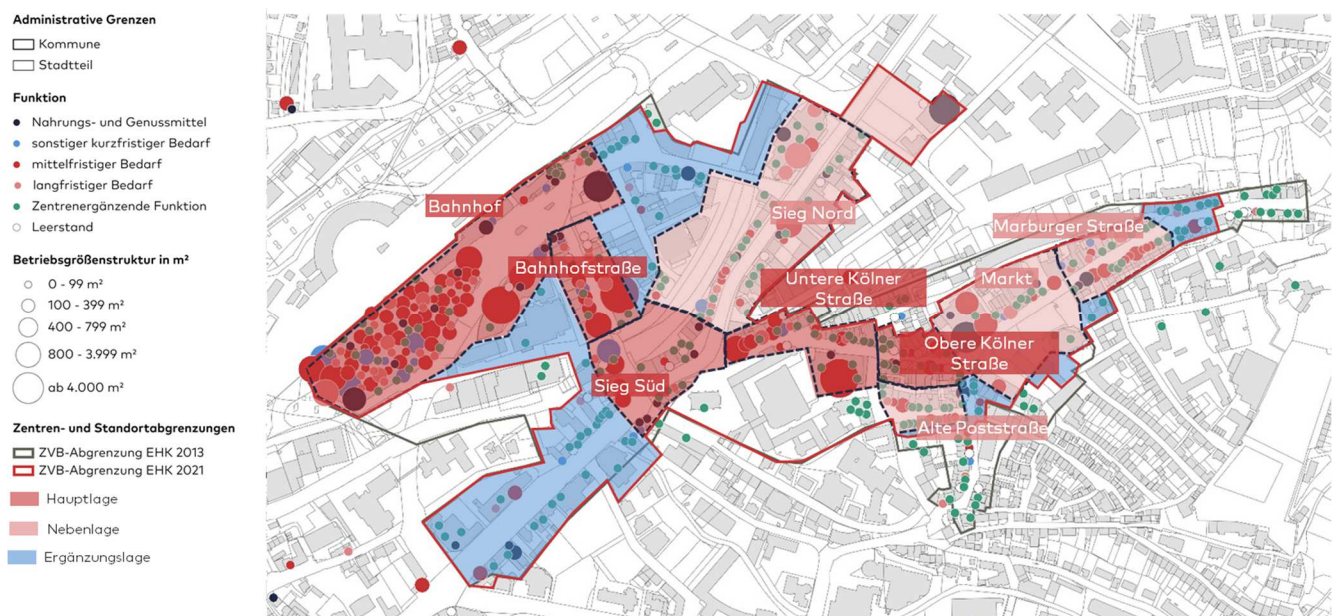 Administrative Grenzen
Kommune
Stadtteil
Funktion
Nahrungs- und Genussmittel
sonstiger kurzfristiger Bedarf
mittelfristiger Bedarf
langfristiger Bedarf
Zentrenergänzende Funktion
Leerstand
Betriebsgrößenstruktur in m²
0 - 99 m²
100 - 399 m²
400 - 799 m²
800 - 3.999 m²
ab 4.000 m²
Zentren- und Standortabgrenzungen
ZVB-Abgrenzung EHK 2013
ZVB-Abgrenzung EHK 2021
Hauptlage
Nebenlage
Ergänzungslage
Bahnhof
Sieg Nord
Marburger Straße
Bahnhofstraße
Untere Kölner
Straße
Markt
Obere Kölner
Straße
Sieg Süd
Alte Poststraße